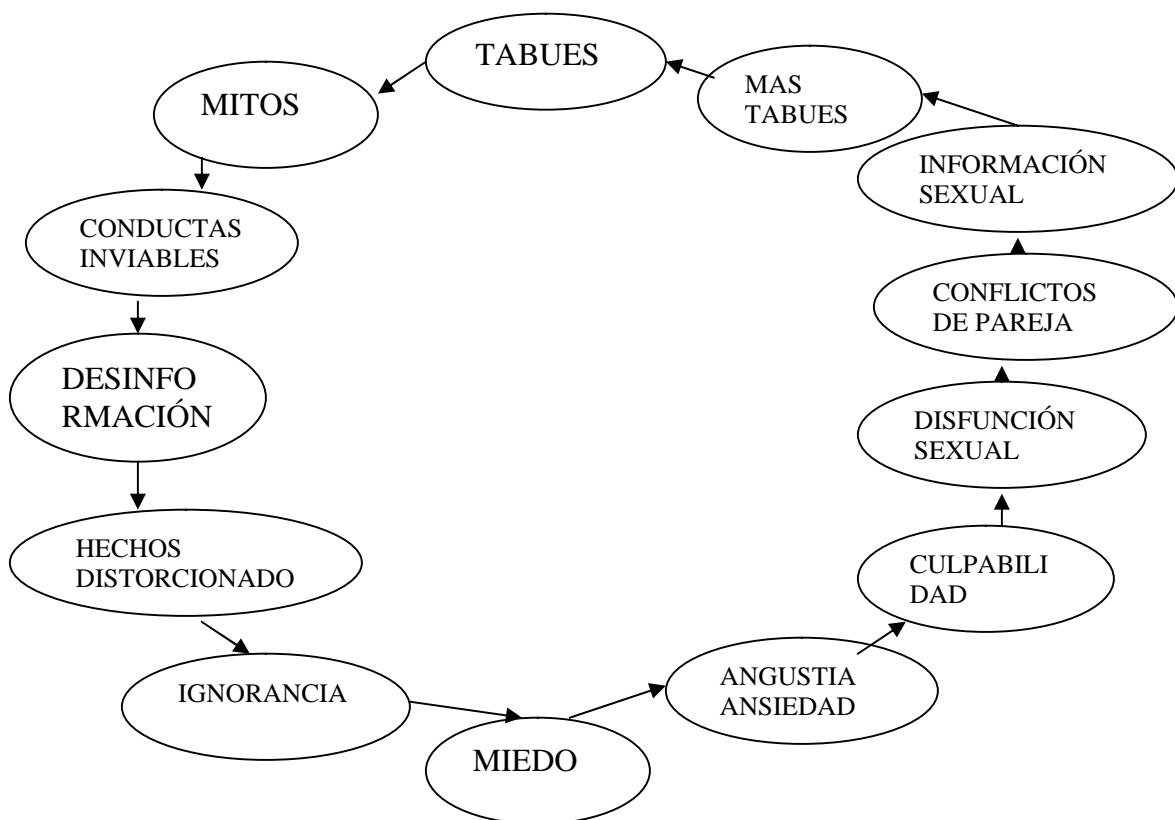 TABUES
MAS
TABUES
MITOS
INFORMACIÓN
SEXUAL
CONDUCTAS
INVIABLES
CONFLICTOS
DE PAREJA
DESINFO
RMACIÓN
DISFUNCIÓN
SEXUAL
HECHOS
DISTORCIONADO
CULPABILI
DAD
IGNORANCIA
ANGUSTIA
ANSIEDAD
MIEDO